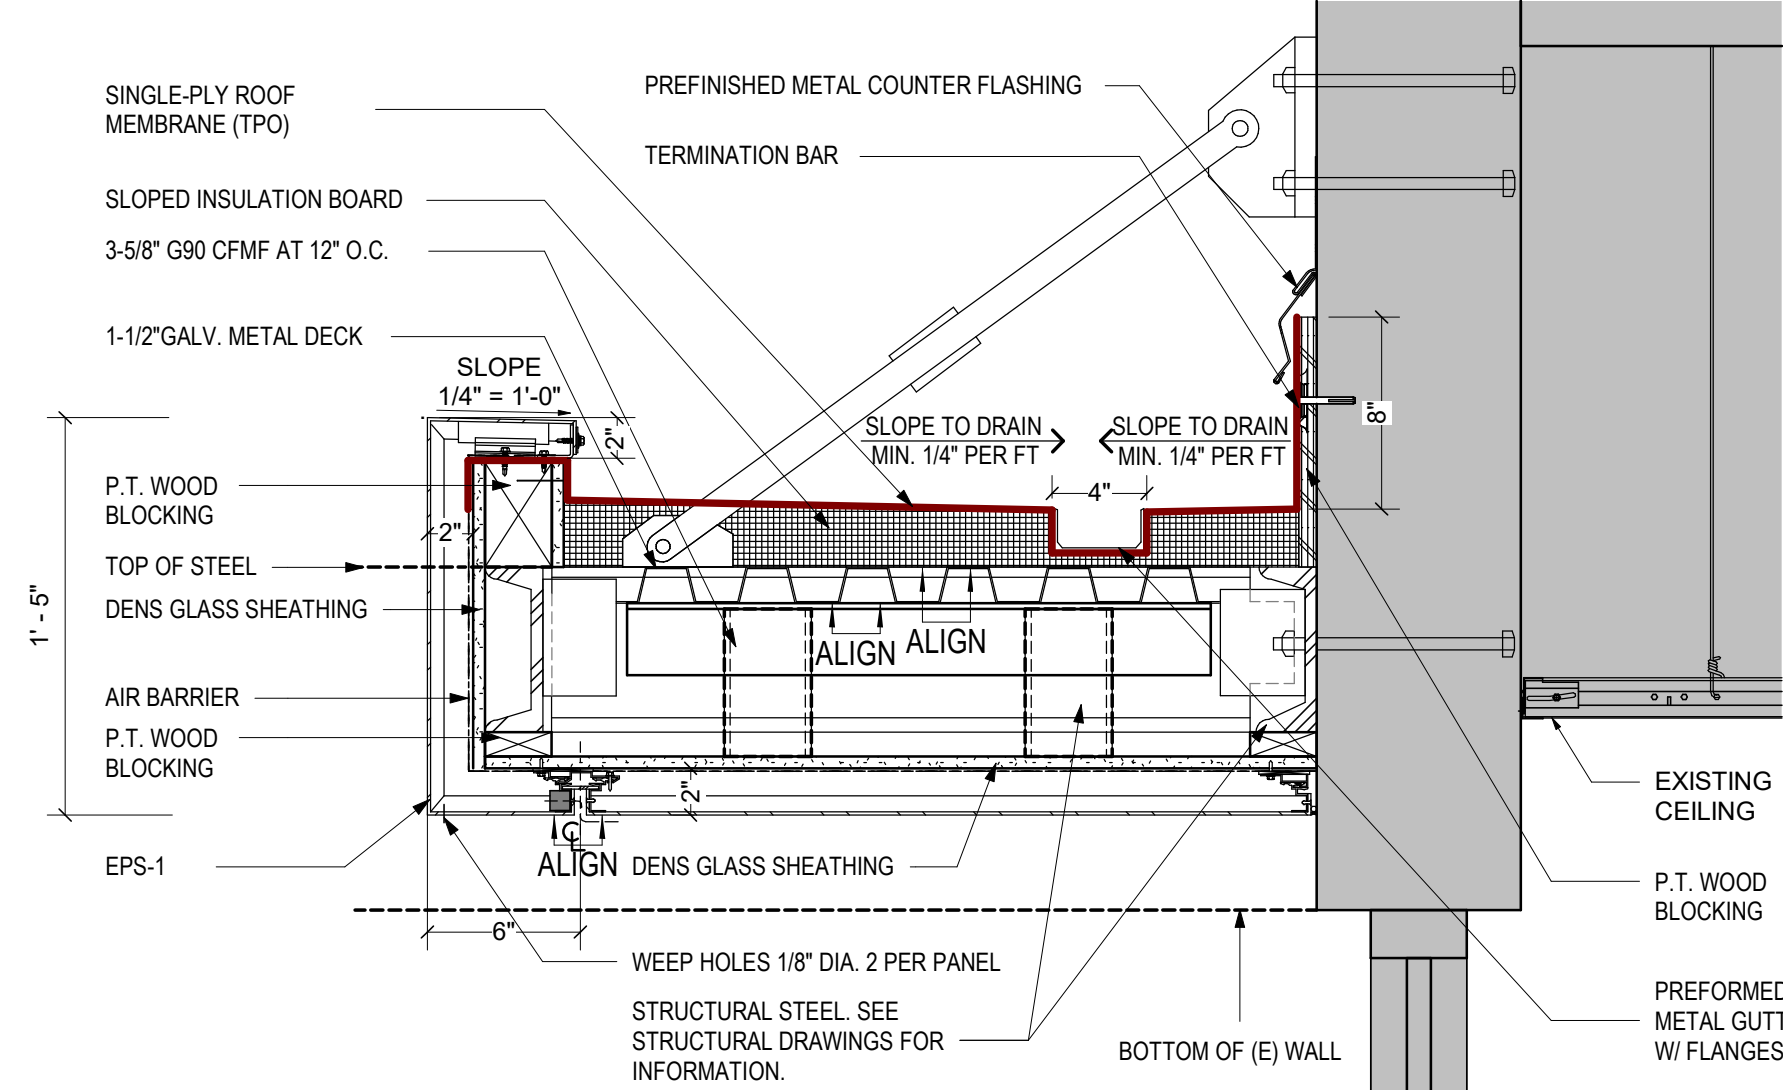 SINGLE-PLY ROOF
MEMBRANE (TPO)
SLOPED INSULATION BOARD
3-5/8" G90 CFMF AT 12" O.C.
1-1/2"GALV. METAL DECK
SLOPE
1/4" = 1'-0"
PREFINISHED METAL COUNTER FLASHING
TERMINATION BAR
SLOPE TO DRAIN
MIN. 1/4" PER FT
SLOPE TO DRAIN
MIN. 1/4" PER FT
8"
2"
4"
2"
P.T. WOOD
BLOCKING
TOP OF STEEL
DENS GLASS SHEATHING
1' - 5"
AIR BARRIER
P.T. WOOD
BLOCKING
EPS-1
ALIGN
ALIGN
2"
CL
ALIGN
DENS GLASS SHEATHING
6"
WEEP HOLES 1/8" DIA. 2 PER PANEL
STRUCTURAL STEEL. SEE
STRUCTURAL DRAWINGS FOR
INFORMATION.
BOTTOM OF (E) WALL
EXISTING
CEILING
P.T. WOOD
BLOCKING
PREFORMED
METAL GUTT
W/ FLANGES